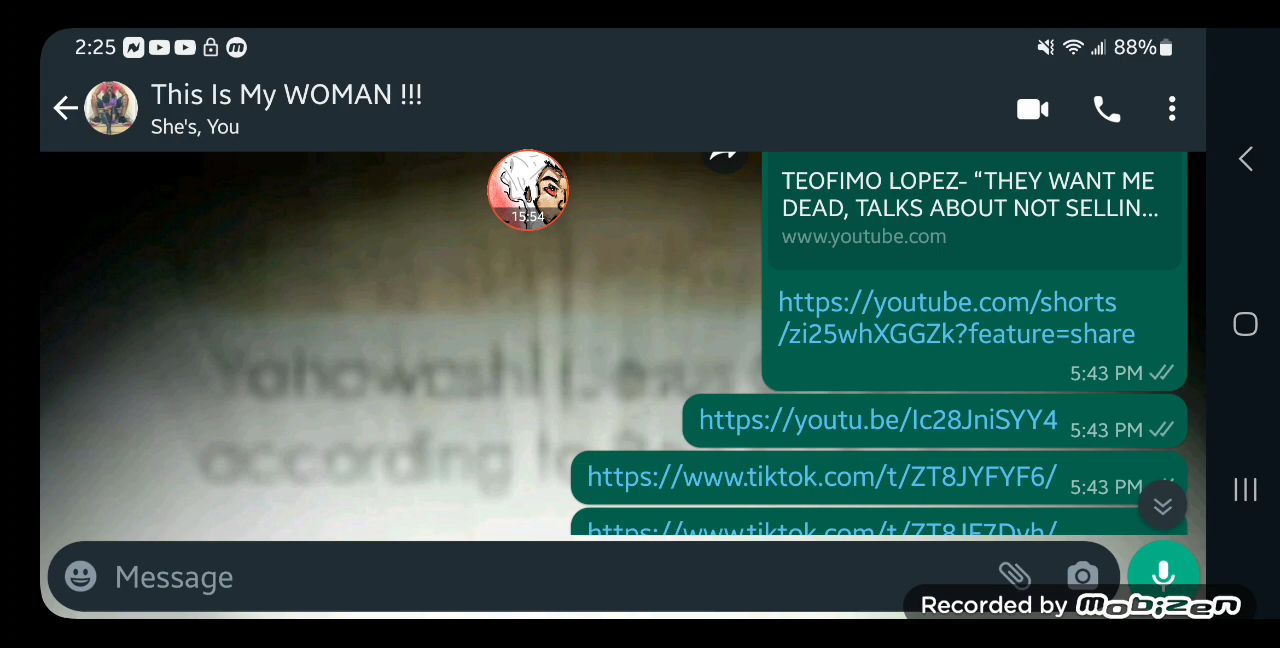 2:25
88%
This Is My WOMAN !!!
She's, You
15:54
TEOFIMO LOPEZ- “THEY WANT ME
DEAD, TALKS ABOUT NOT SELLIN...
www.youtube.com
https://youtube.com/shorts
/zi25whXGGZk?feature=share
5:43 PM
https://youtu.be/Ic28JniSYY4
5:43 PM
Yahawashi
according
https://www.tiktok.com/t/ZT8JYFYF6/
5:43 PM
Message
Recorded by MOBIZEN